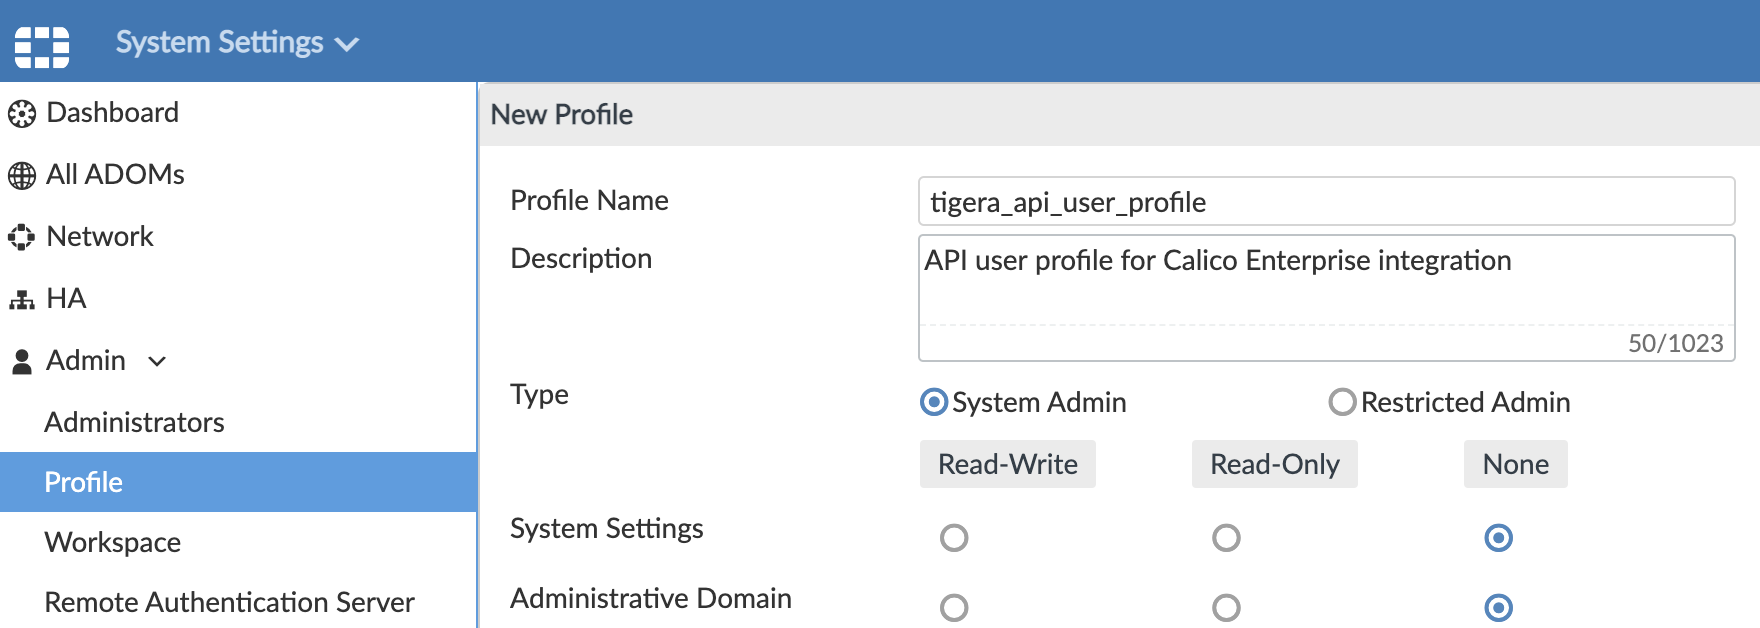 System Settings
Dashboard
All ADOMs
Network
HA
Admin
Administrators
Profile
Workspace
Remote Authentication Server
New Profile
Profile Name
tigera_api_user_profile
Description
API user profile for Calico Enterprise integration
50/1023
Type
System Admin
Restricted Admin
Read-Write
Read-Only
None
System Settings
Administrative Domain